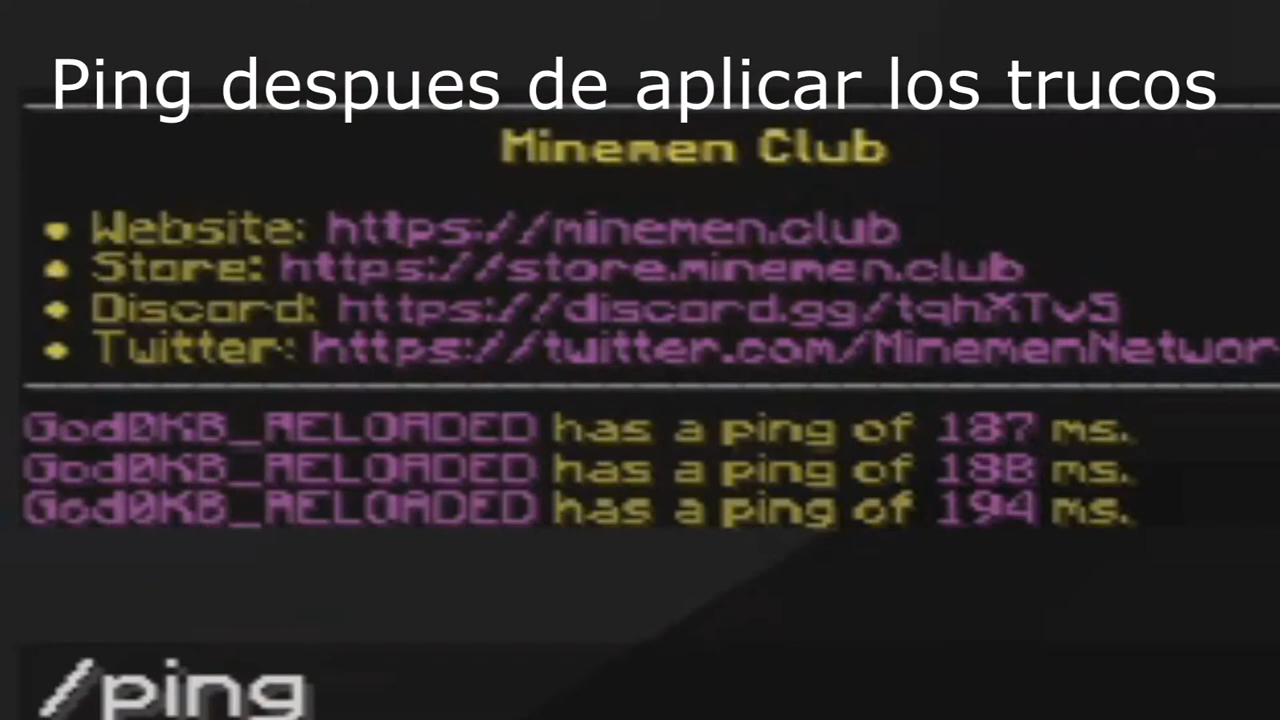 Ping despues de aplicar los trucos
Minemen Club
• Website: https://minemen.club
• Store: https://store.minemen.club
• Discord: https://discord.gg/tqhXTv5
• Twitter: https://twitter.com/MinemenNetwor
God0KB_RELOADED has a ping of 187 ms.
God0KB_RELOADED has a ping of 188 ms.
God0KB_RELOADED has a ping of 194 ms.
/ping